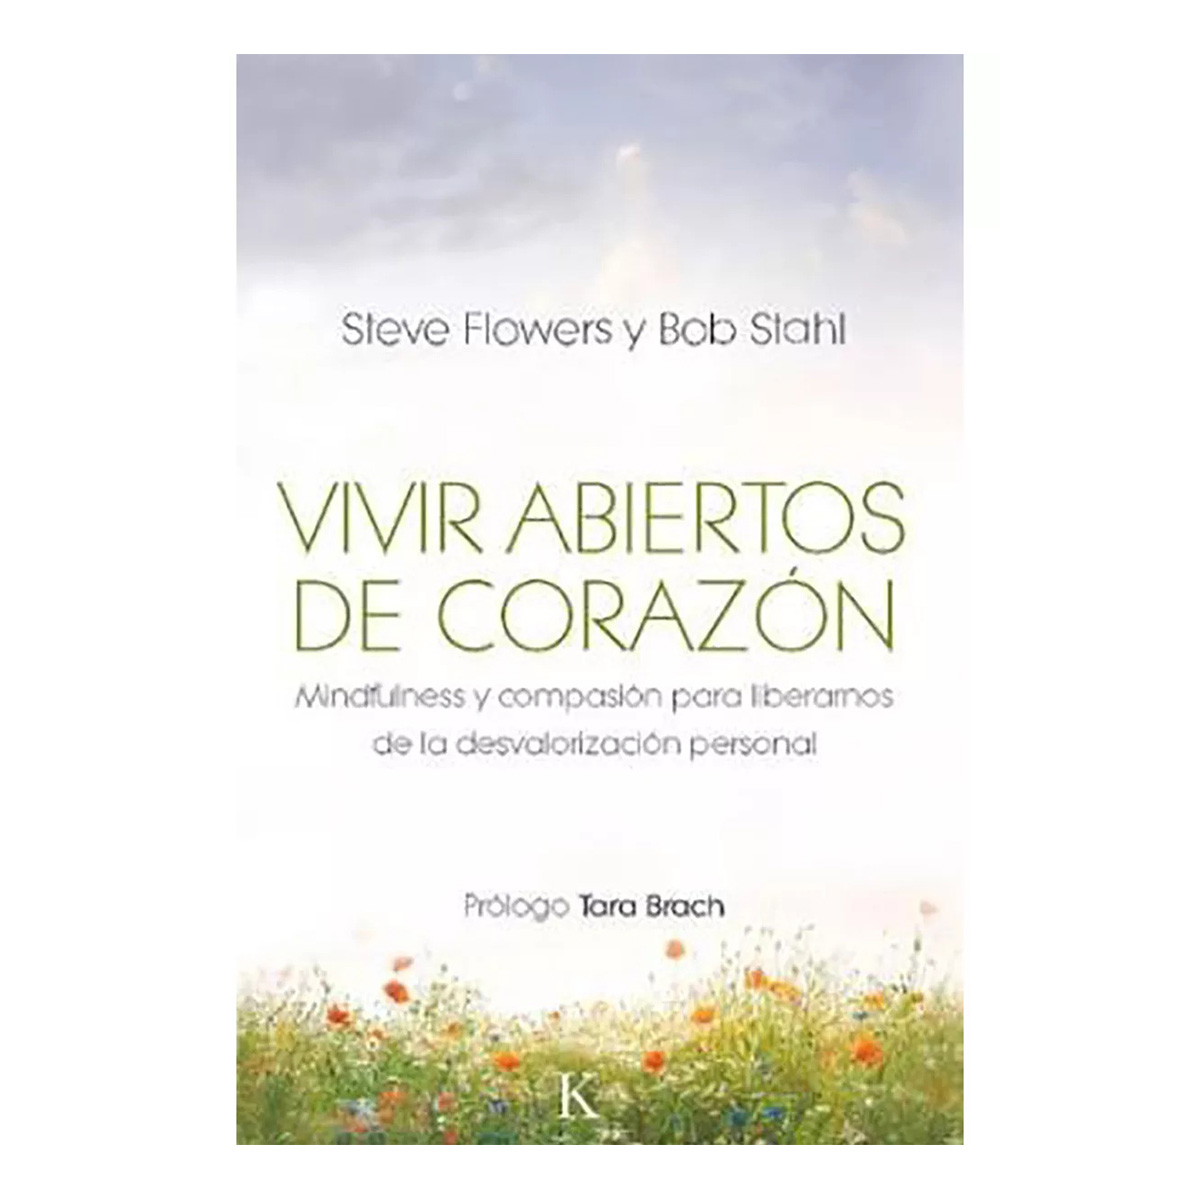 Steve Flowers y Bob Stahl
VIVIR ABIERTOS
DE CORAZÓN
Mindfulness y compasión para liberarnos
de la desvalorización personal
Prólogo Tara Brach
K